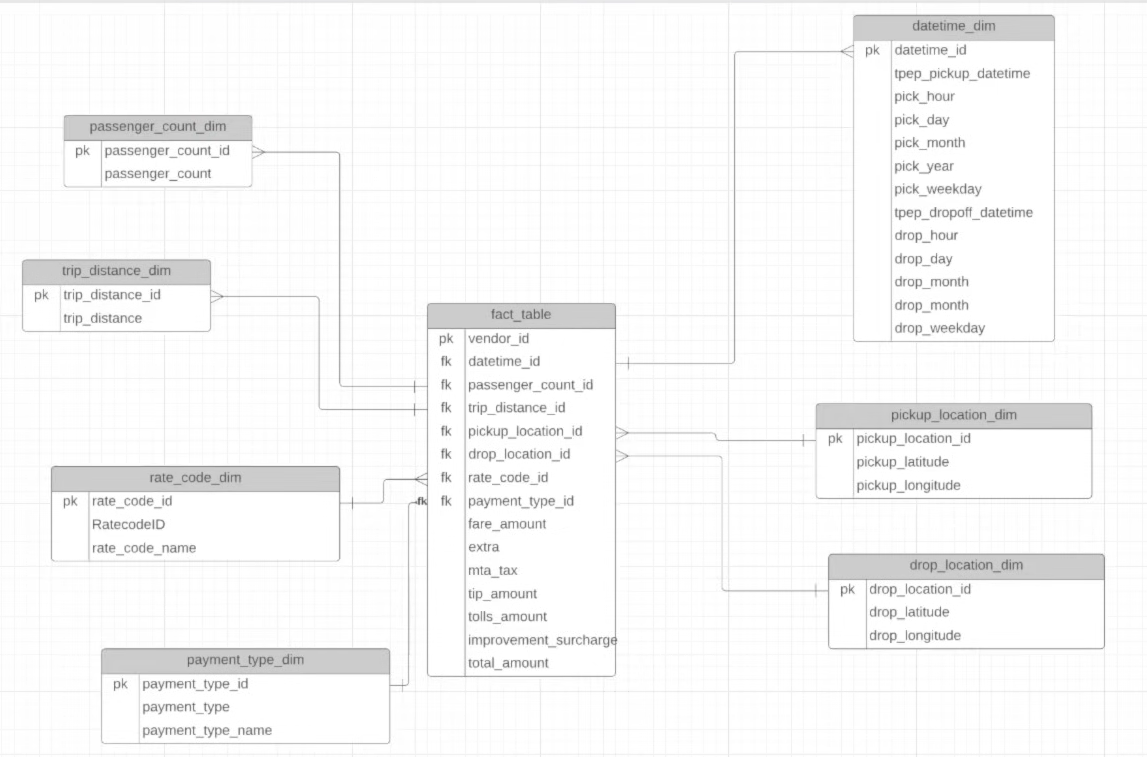 datetime_dim
pk datetime_id
tpep_pickup_datetime
pick_hour
pick_day
pick_month
pick_year
pick_weekday
tpep_dropoff_datetime
drop_hour
drop_day
drop_month
drop_month
drop_weekday
passenger_count_dim
pk passenger_count_id
passenger_count
trip_distance_dim
pk trip_distance_id
trip_distance
fact_table
pk vendor_id
fk datetime_id
fk passenger_count_id
fk trip_distance_id
fk pickup_location_id
fk drop_location_id
fk rate_code_id
fk fk payment_type_id
fare_amount
extra
mta_tax
tip_amount
tolls_amount
improvement_surcharge
total_amount
pickup_location_dim
pk pickup_location_id
pickup_latitude
pickup_longitude
rate_code_dim
pk rate_code_id
RatecodeID
rate_code_name
drop_location_dim
pk drop_location_id
drop_latitude
drop_longitude
payment_type_dim
pk payment_type_id
payment_type
payment_type_name